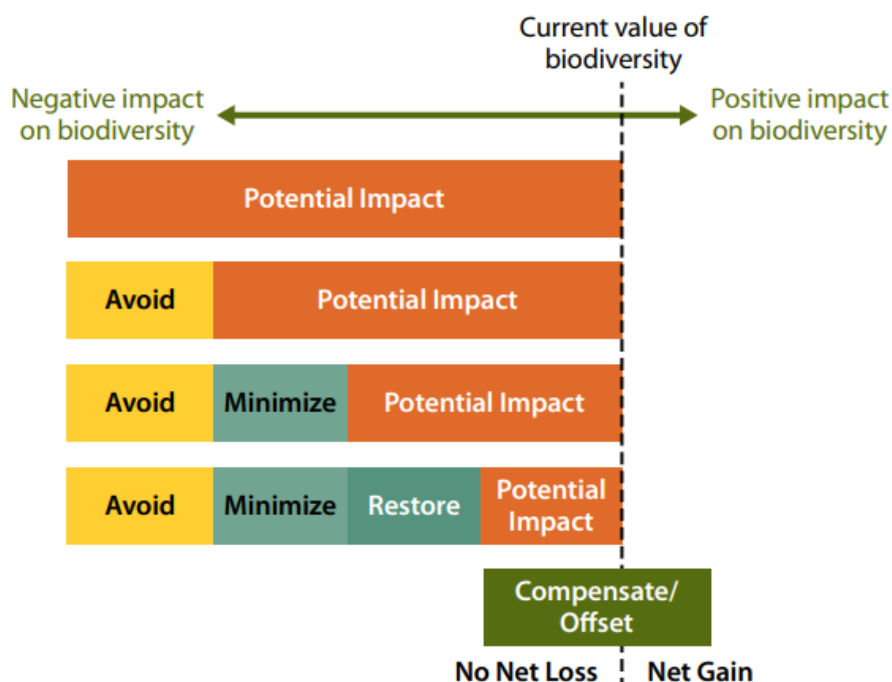 Current value of
biodiversity
Negative impact
on biodiversity
Positive impact
on biodiversity
Potential Impact
Avoid
Potential Impact
Avoid
Minimize
Potential Impact
Avoid
Minimize
Restore
Potential
Impact
Compensate/
Offset
No Net Loss
Net Gain